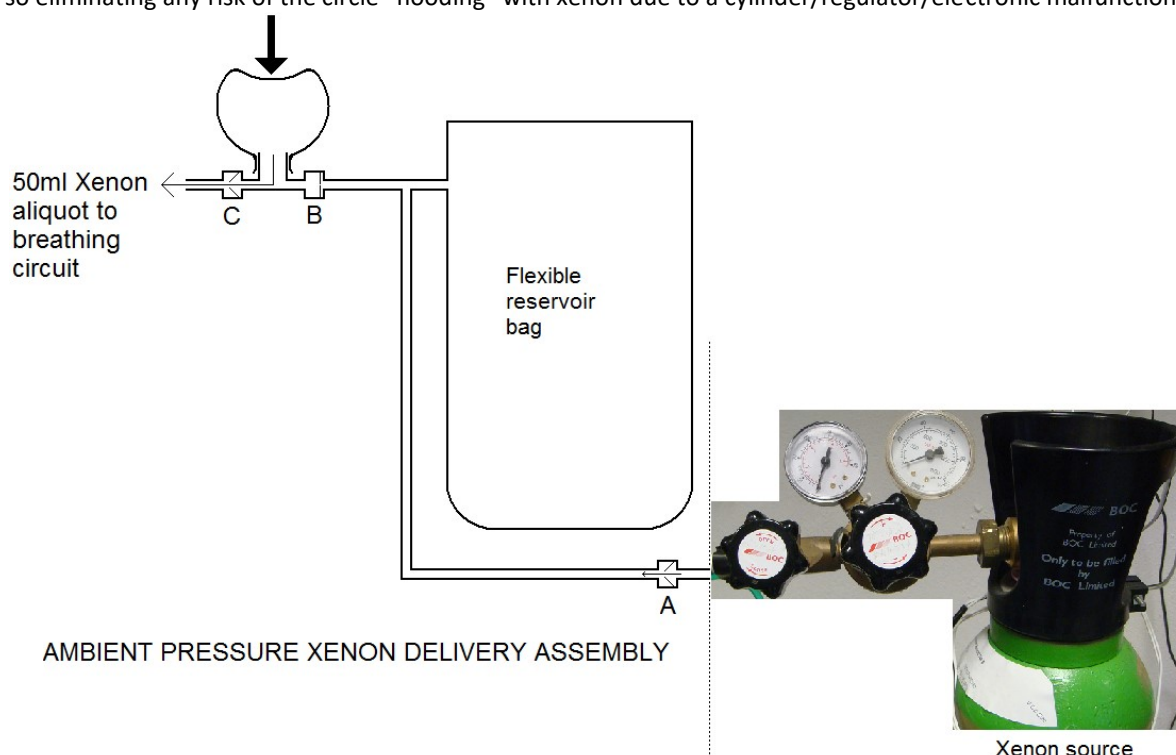 so eliminating any risk of the circle “flooding” with xenon due to a cylinder/regulator/electronic malfunction
50ml Xenon
aliquot to
breathing
circuit
C
B
Flexible
reservoir
bag
A
AMBIENT PRESSURE XENON DELIVERY ASSEMBLY
BOC
BOC
BOC
Property of
BOC Limited
Only to be filled
by
BOC Limited
Xenon source